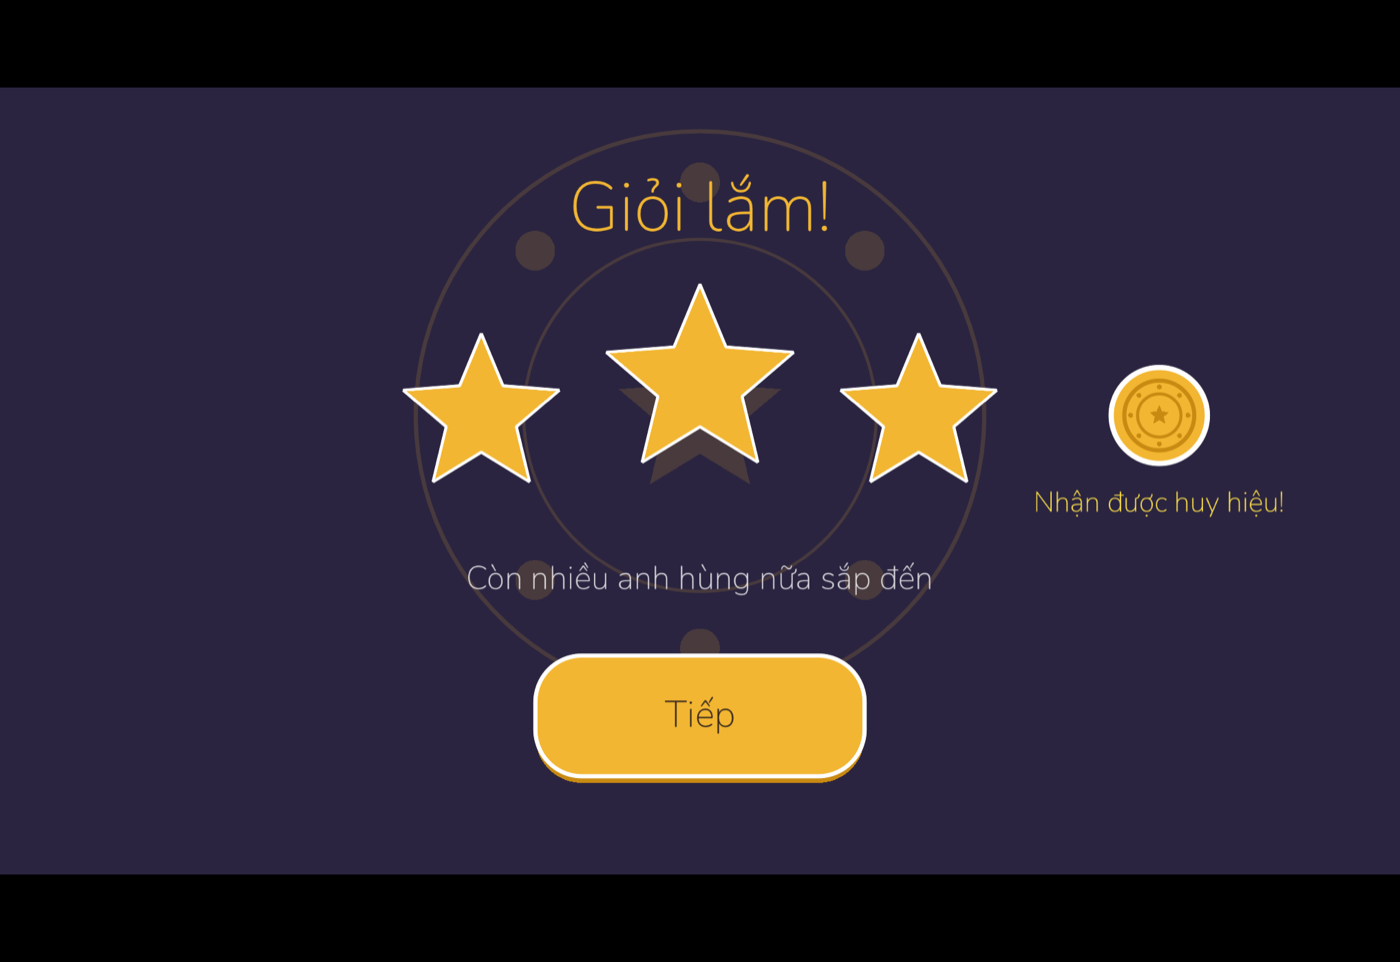 Giỏi lắm!
Nhận được huy hiệu!
Còn nhiều anh hùng nữa sắp đến
Tiếp